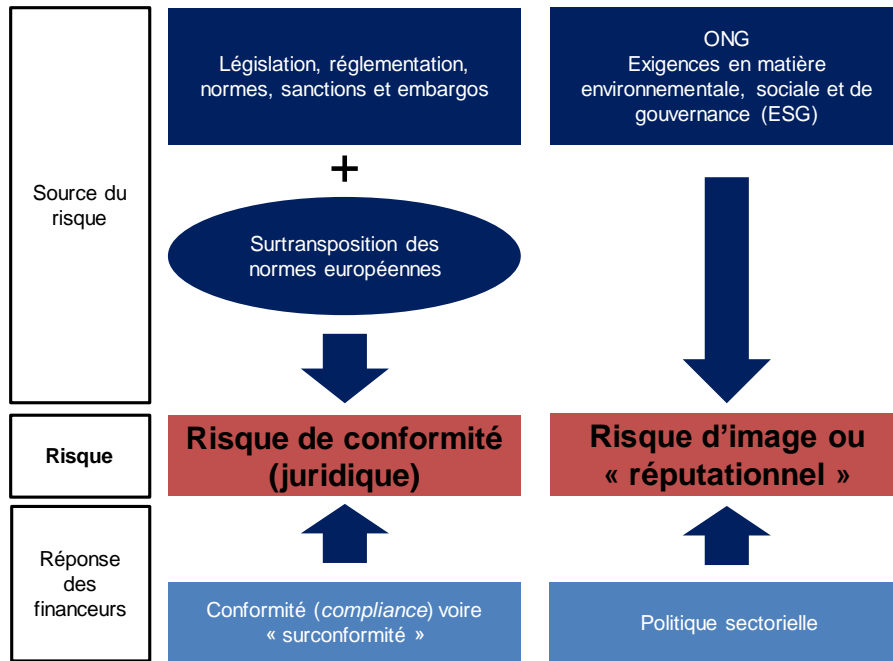 Source du
risque
Législation, réglementation,
normes, sanctions et embargos
+
Surtransposition des
normes européennes
ONG
Exigences en matière
environnementale, sociale et de
gouvernance (ESG)
Risque
Risque de conformité
(juridique)
Risque d’image ou
« réputationnel »
Réponse
des
financeurs
Conformité (compliance) voire
« surconformité »
Politique sectorielle